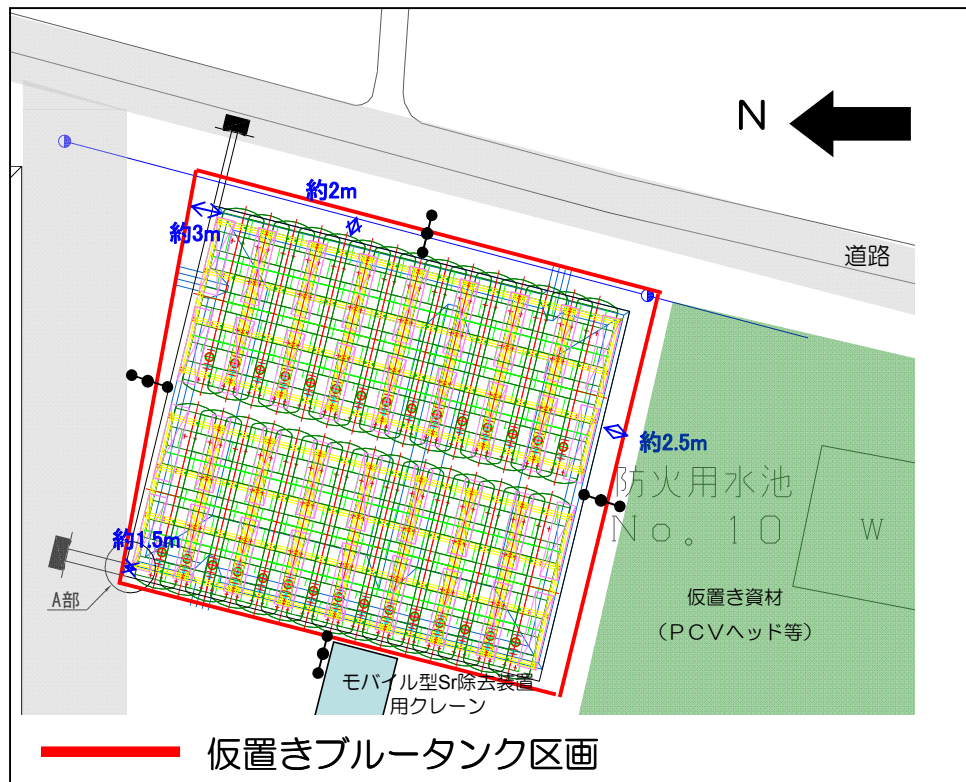 N
約2m
約3m
道路
約2.5m
防火用水池
No. 10 W
約1.5m
A部
仮置き資材
（PCVヘッド等）
モバイル型Sr除去装置
用クレーン
仮置きブルータンク区画